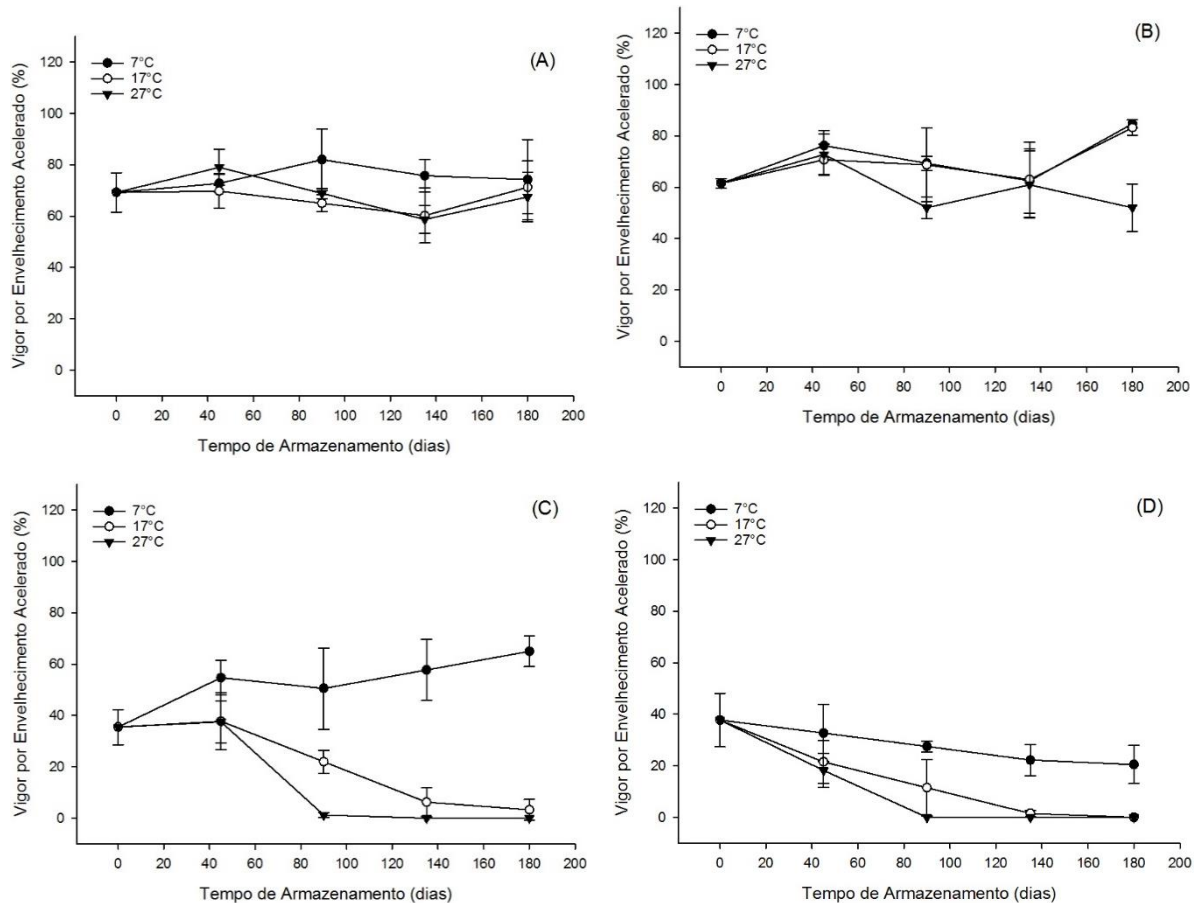 (A)
7°C
17°C
27°C
Vigor por Envelhecimento Acelerado (%)
120
100
80
60
40
20
0
0 20 40 60 80 100 120 140 160 180 200
Tempo de Armazenamento (dias)
(B)
7°C
17°C
27°C
Vigor por Envelhecimento Acelerado (%)
120
100
80
60
40
20
0
0 20 40 60 80 100 120 140 160 180 200
Tempo de Armazenamento (dias)
(C)
7°C
17°C
27°C
Vigor por Envelhecimento Acelerado (%)
120
100
80
60
40
20
0
0 20 40 60 80 100 120 140 160 180 200
Tempo de Armazenamento (dias)
(D)
7°C
17°C
27°C
Vigor por Envelhecimento Acelerado (%)
120
100
80
60
40
20
0
0 20 40 60 80 100 120 140 160 180 200
Tempo de Armazenamento (dias)